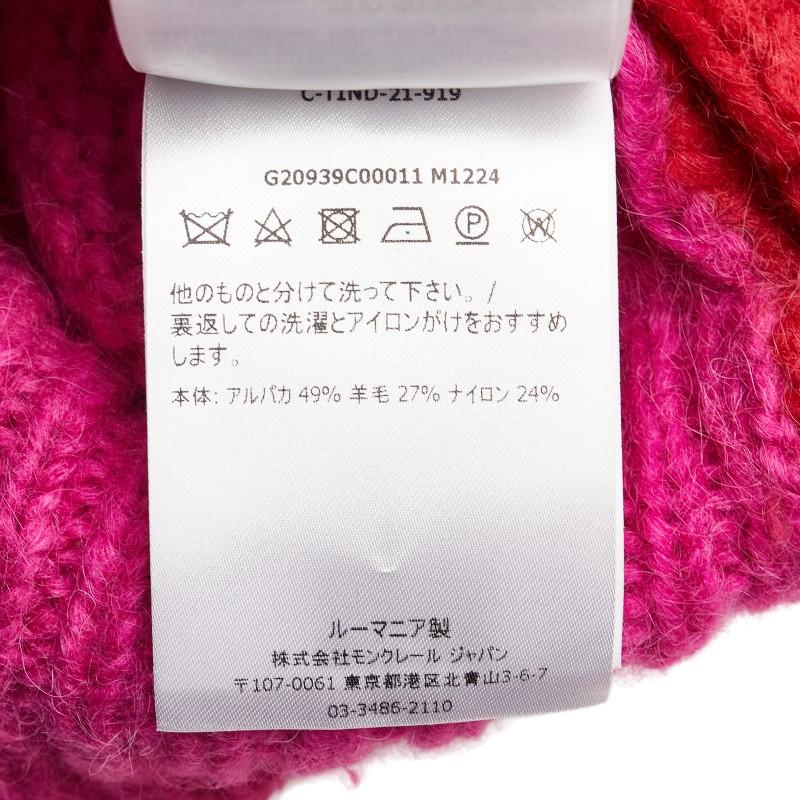 C-TIND-21-919
G20939C00011 M1224
他のものと分けて洗って下さい。/
裏返しての洗濯とアイロンがけをおすすめ
します。
本体: アルパカ 49% 羊毛 27% ナイロン 24%
ルーマニア製
株式会社モンクレール ジャパン
〒107-0061 東京都港区北青山3-6-7
03-3486-2110